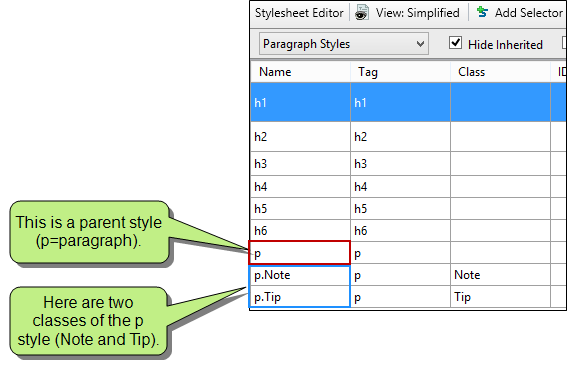 Stylesheet Editor View: Simplified Add Selector
Paragraph Styles Hide Inherited
Name Tag Class ID
h1 h1
h2 h2
h3 h3
h4 h4
h5 h5
h6 h6
This is a parent style
(p=paragraph).
p p
p.Note p Note
p.Tip p Tip
Here are two
classes of the p
style (Note and Tip).